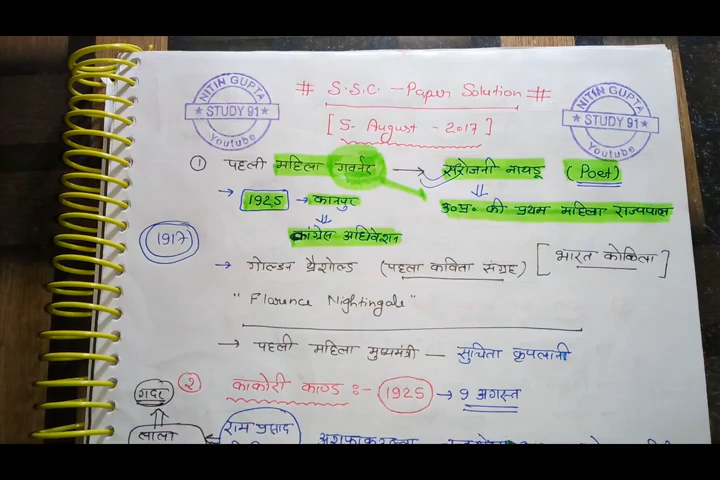 NITIN GUPTA
STUDY 91
Youtube
# S.S.C. - Paper Solution #
[ 5 - August - 2017 ]
NITIN GUPTA
STUDY 91
Youtube
① पहली महिला गवर्नर → सरोजनी नायडू (Poet)
→ 1925 → कानपुर ⇓ उ०प्र० की प्रथम महिला राज्यपाल
⇓
कांग्रेस अधिवेशन
1917
→ गोल्डन थ्रैशोल्ड (पहला कविता संग्रह) [भारत कोकिला]
"Florence Nightingale"
→ पहली महिला मुख्यमंत्री — सुचिता कृपलानी
② काकोरी काण्ड :- 1925 → 9 अगस्त
गदर
लाला ← राम प्रसाद